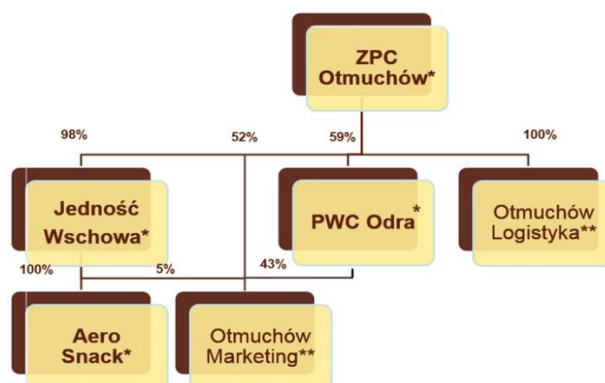 ZPC
Otmuchów*
98%
52%
59%
100%
Jedność
Wschowa*
PWC Odra*
Otmuchów
Logistyka**
100%
5%
43%
Aero
Snack*
Otmuchów
Marketing**